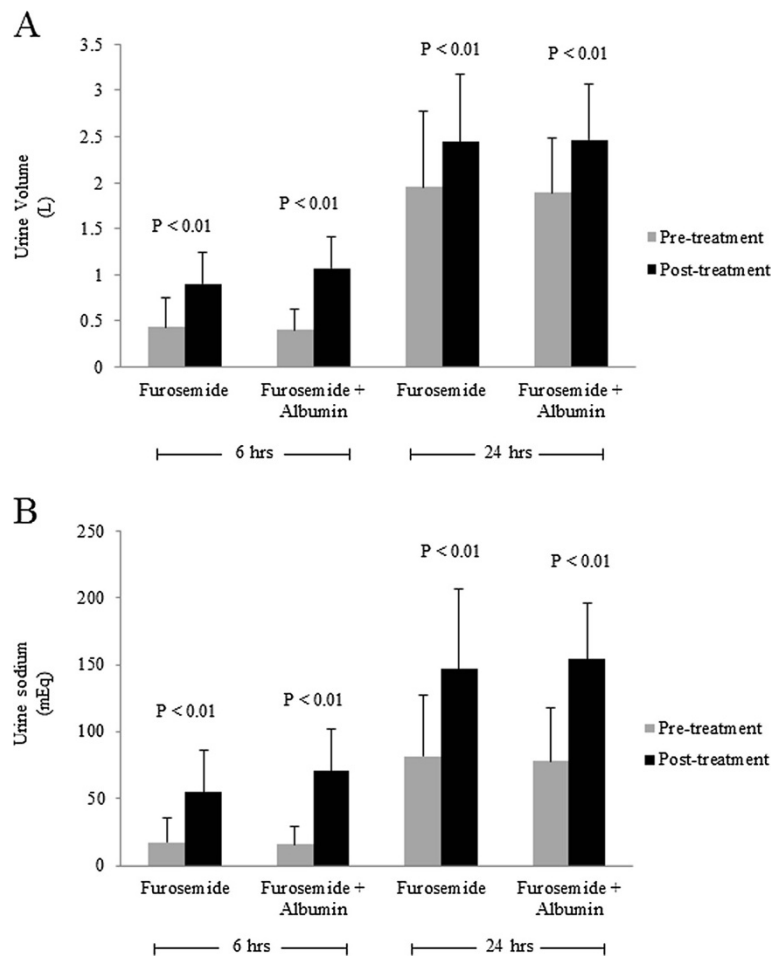 A
3.5
3
2.5
2
1.5
1
0.5
0
Urine Volume
(L)
P < 0.01
P < 0.01
P < 0.01
P < 0.01
Pre-treatment
Post-treatment
Furosemide
Furosemide +
Albumin
Furosemide
Furosemide +
Albumin
6 hrs
24 hrs
B
250
200
150
100
50
0
Urine sodium
(mEq)
P < 0.01
P < 0.01
P < 0.01
P < 0.01
Pre-treatment
Post-treatment
Furosemide
Furosemide +
Albumin
Furosemide
Furosemide +
Albumin
6 hrs
24 hrs